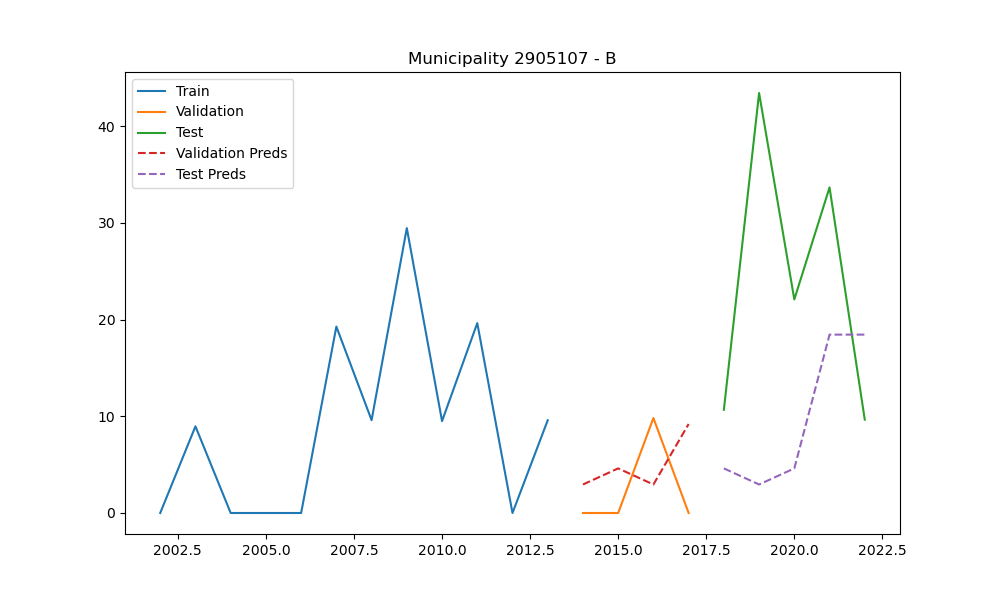 Municipality 2905107 - B
Train
Validation
Test
Validation Preds
Test Preds
40
30
20
10
0
2002.5 2005.0 2007.5 2010.0 2012.5 2015.0 2017.5 2020.0 2022.5